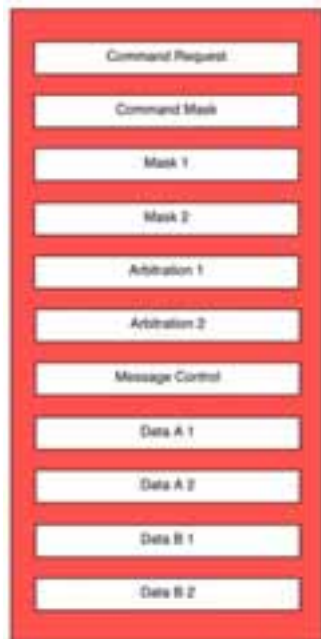 Command Request
Command Mask
Mask 1
Mask 2
Arbitration 1
Arbitration 2
Message Control
Data A 1
Data A 2
Data B 1
Data B 2